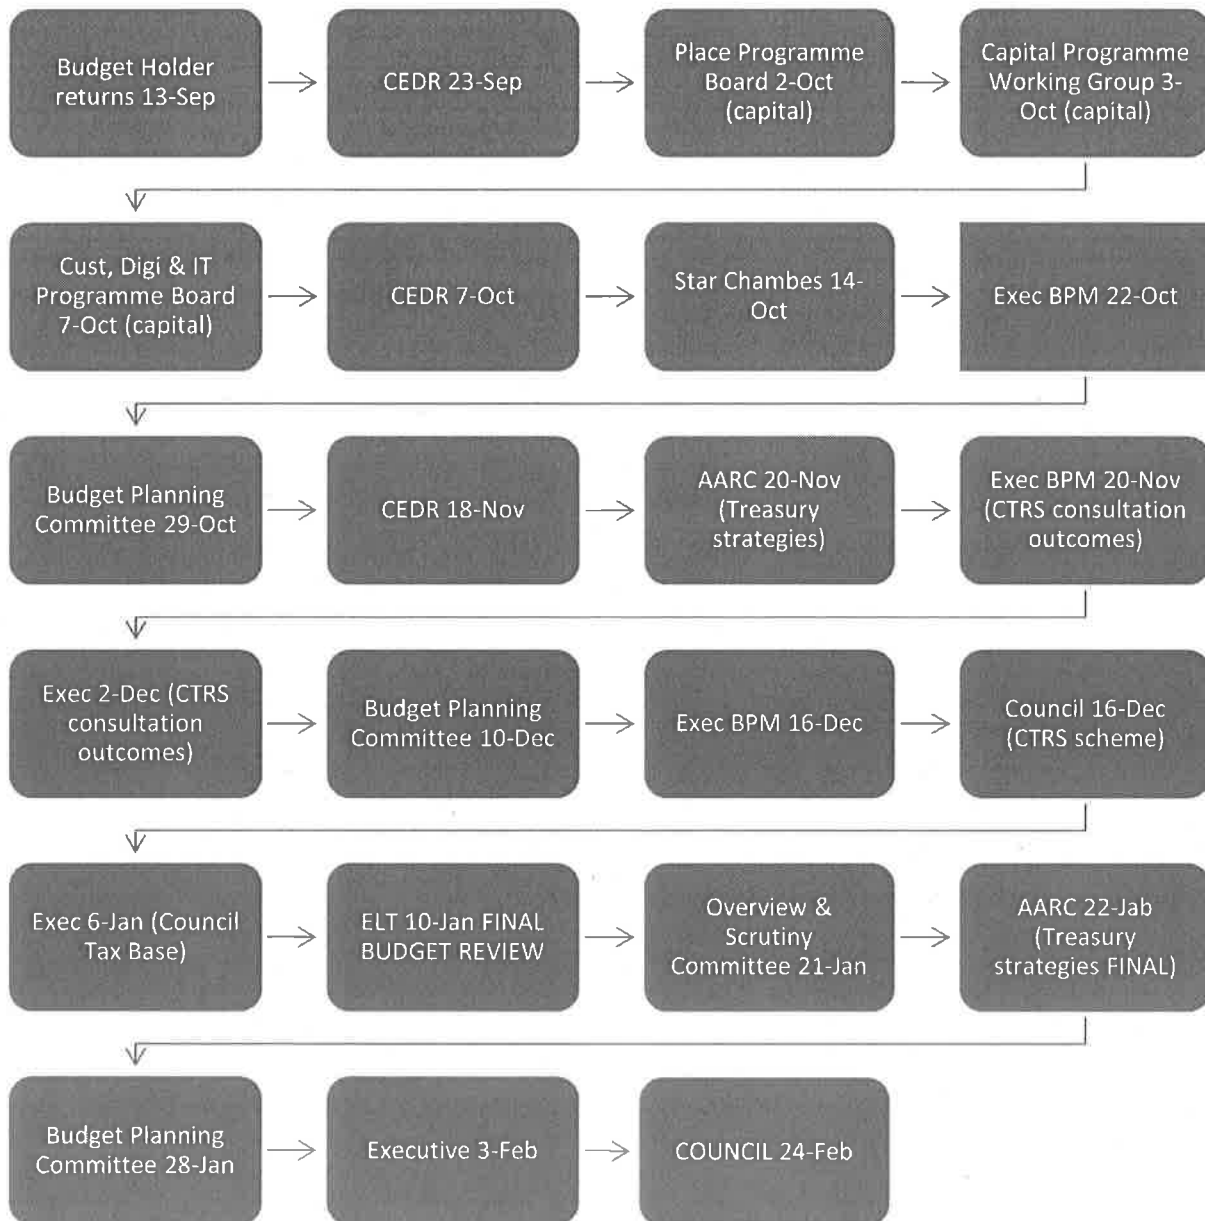 Budget Holder
returns 13-Sep
CEDR 23-Sep
Place Programme
Board 2-Oct
(capital)
Capital Programme
Working Group 3-
Oct (capital)
Cust, Digi & IT
Programme Board
7-Oct (capital)
CEDR 7-Oct
Star Chambes 14-
Oct
Exec BPM 22-Oct
Budget Planning
Committee 29-Oct
CEDR 18-Nov
AARC 20-Nov
(Treasury
strategies)
Exec BPM 20-Nov
(CTRS consultation
outcomes)
Exec 2-Dec (CTRS
consultation
outcomes)
Budget Planning
Committee 10-Dec
Exec BPM 16-Dec
Council 16-Dec
(CTRS scheme)
Exec 6-Jan (Council
Tax Base)
ELT 10-Jan FINAL
BUDGET REVIEW
Overview &
Scrutiny
Committee 21-Jan
AARC 22-Jab
(Treasury
strategies FINAL)
Budget Planning
Committee 28-Jan
Executive 3-Feb
COUNCIL 24-Feb